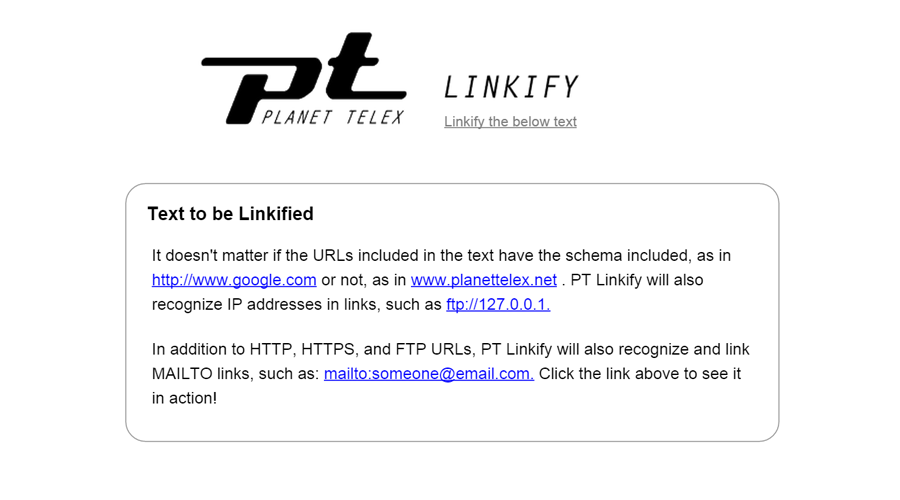 pt
PLANET TELEX
LINKIFY
Linkify the below text
Text to be Linkified
It doesn't matter if the URLs included in the text have the schema included, as in
http://www.google.com or not, as in www.planettelex.net . PT Linkify will also
recognize IP addresses in links, such as ftp://127.0.0.1.
In addition to HTTP, HTTPS, and FTP URLs, PT Linkify will also recognize and link
MAILTO links, such as: mailto:someone@email.com. Click the link above to see it
in action!